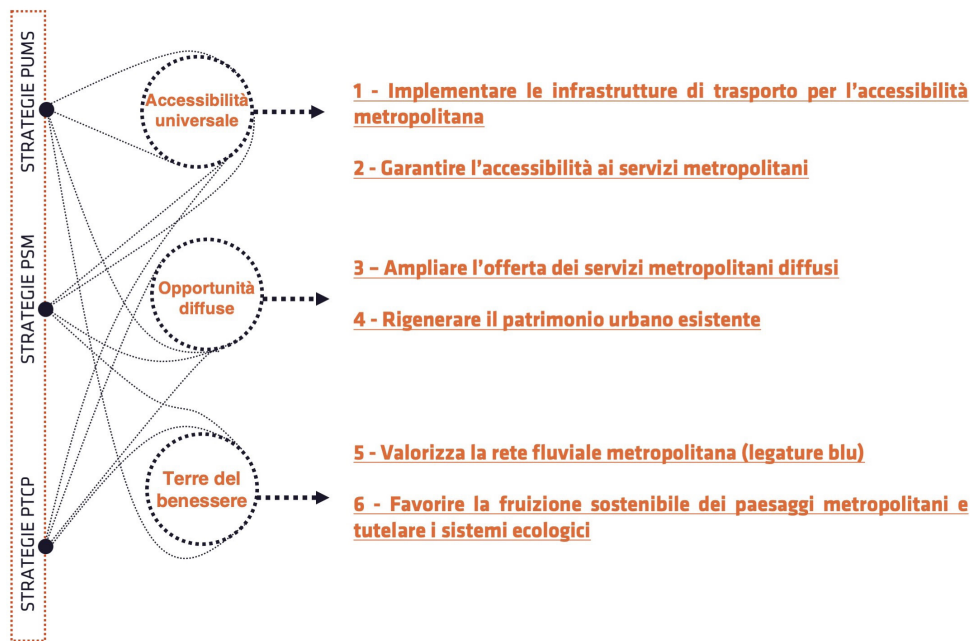 STRATEGIE PUMS
STRATEGIE PSM
STRATEGIE PTCP
Accessibilità
universale
1 - Implementare le infrastrutture di trasporto per l'accessibilità
metropolitana
2 - Garantire l'accessibilità ai servizi metropolitani
Opportunità
diffuse
3 – Ampliare l'offerta dei servizi metropolitani diffusi
4 - Rigenerare il patrimonio urbano esistente
Terre del
benessere
5 - Valorizza la rete fluviale metropolitana (legature blu)
6 - Favorire la fruizione sostenibile dei paesaggi metropolitani e
tutelare i sistemi ecologici